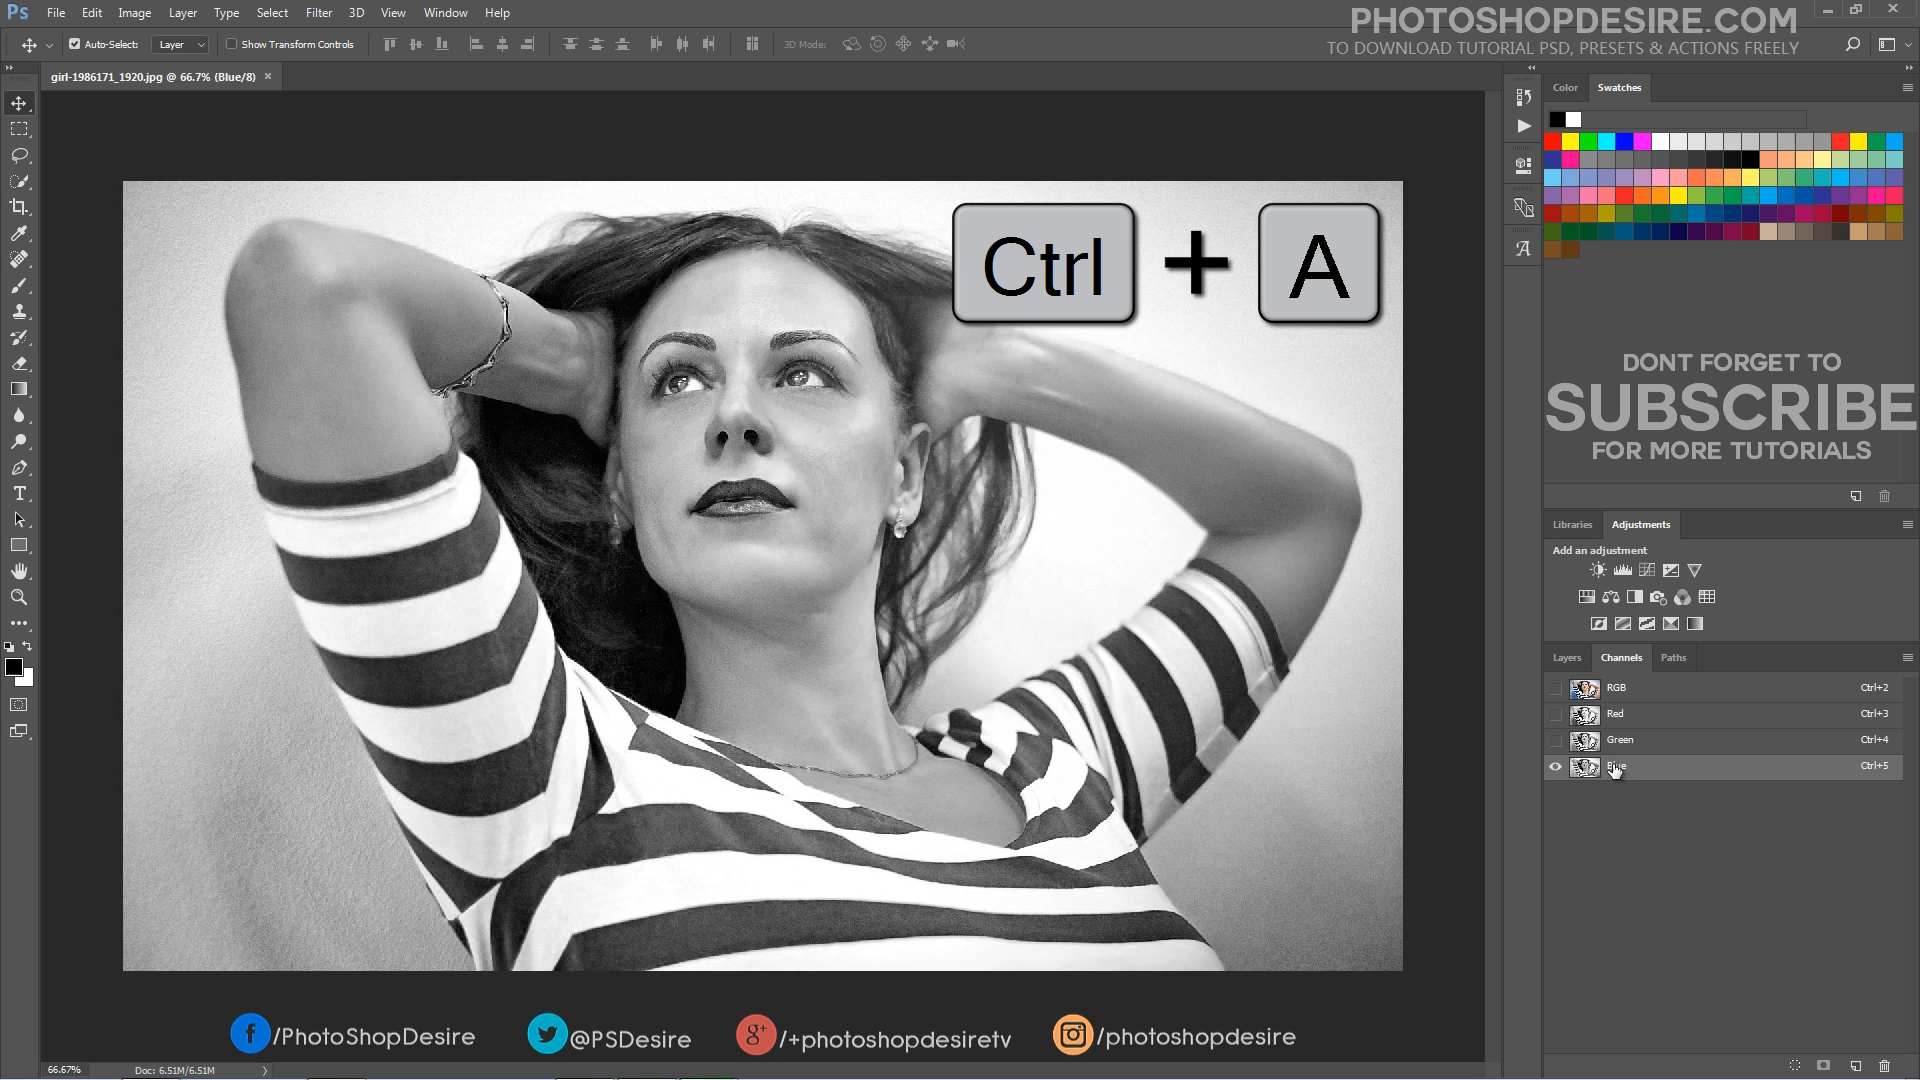 Ps File Edit Image Layer Type Select Filter 3D View Window Help
PHOTOSHOPDESIRE.COM
TO DOWNLOAD TUTORIAL PSD, PRESETS & ACTIONS FREELY
Auto-Select: Layer Show Transform Controls 3D Mode:
girl-1986171_1920.jpg @ 66.7% (Blue/8) ×
Color Swatches
Ctrl + A
DONT FORGET TO
SUBSCRIBE
FOR MORE TUTORIALS
Libraries Adjustments
Add an adjustment
Layers Channels Paths
RGB Ctrl+2
Red Ctrl+3
Green Ctrl+4
Ctrl+5
/PhotoShopDesire @PSDesire /+photoshopdesiretv /photoshopdesire
66.67% Doc: 6.51M/6.51M